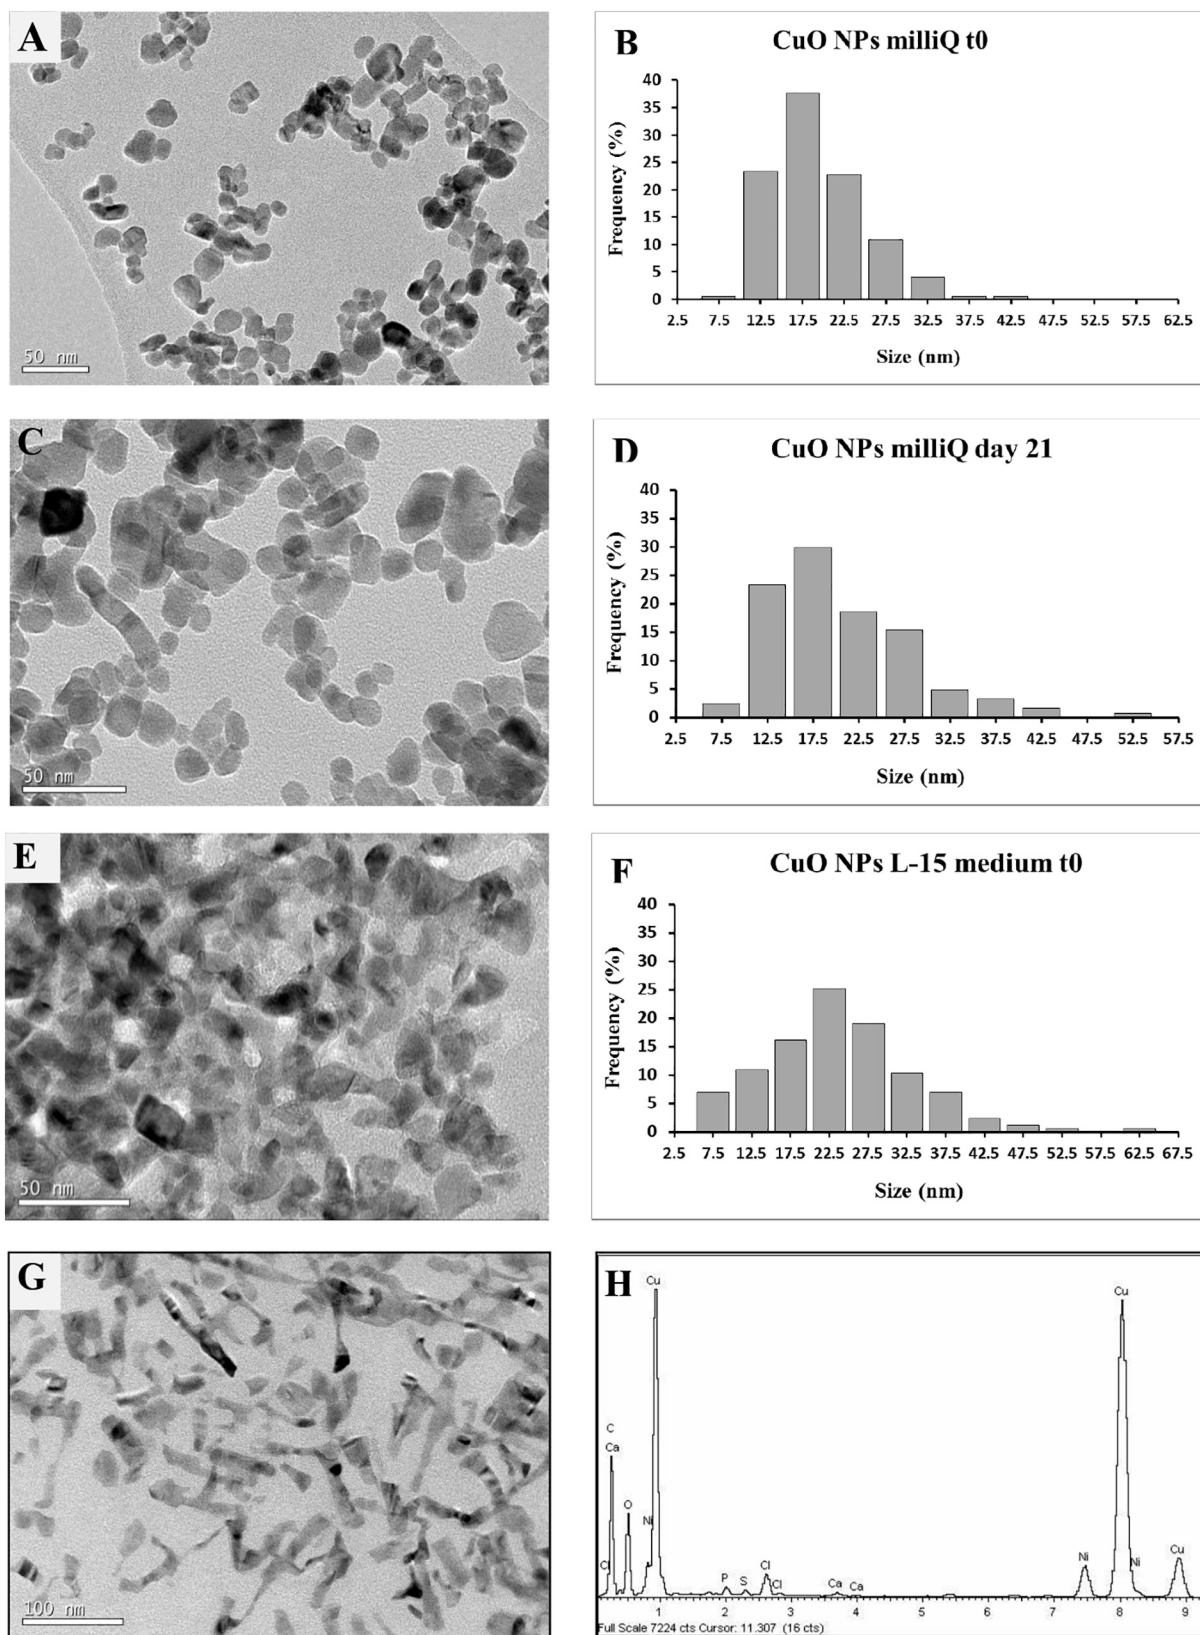 A
50 nm
B
CuO NPs milliQ t0
Frequency (%)
40
35
30
25
20
15
10
5
0
2.5 7.5 12.5 17.5 22.5 27.5 32.5 37.5 42.5 47.5 52.5 57.5 62.5
Size (nm)
C
50 nm
D
CuO NPs milliQ day 21
Frequency (%)
40
35
30
25
20
15
10
5
0
2.5 7.5 12.5 17.5 22.5 27.5 32.5 37.5 42.5 47.5 52.5 57.5
Size (nm)
E
50 nm
F
CuO NPs L-15 medium t0
Frequency (%)
40
35
30
25
20
15
10
5
0
2.5 7.5 12.5 17.5 22.5 27.5 32.5 37.5 42.5 47.5 52.5 57.5 62.5 67.5
Size (nm)
G
100 nm
H
Cu
Cu
C
Ca
O
Ni
Cl
P
S
Cl
Cl
Ca
Ca
Ni
Ni
Cu
1 2 3 4 5 6 7 8 9
Full Scale 7224 cts Cursor: 11.307 (16 cts)